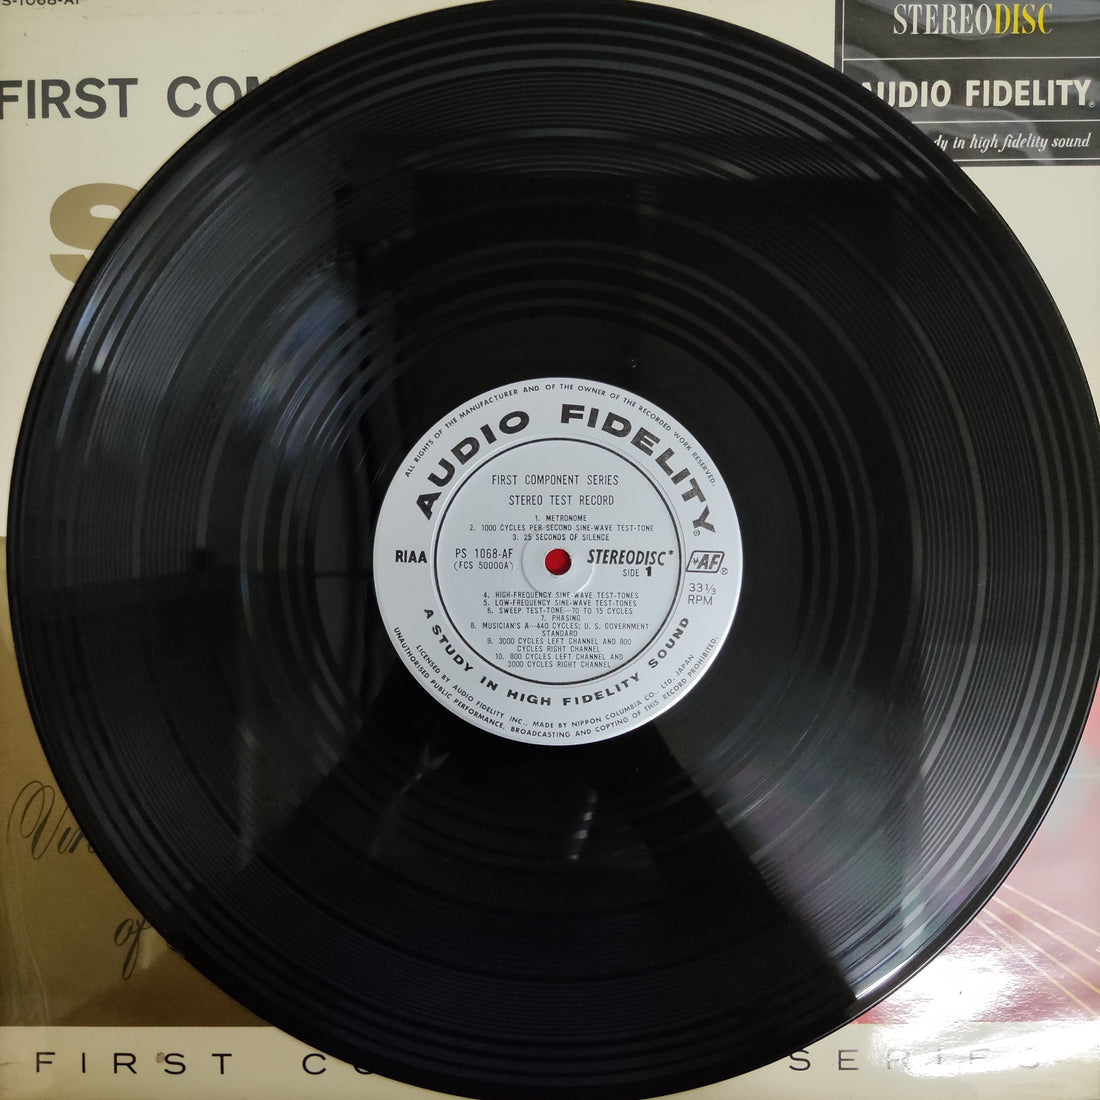 S-1068-AF
STEREODISC
FIRST CO
AUDIO FIDELITY®
dy in high fidelity sound
S
ALL RIGHTS OF THE MANUFACTURER AND OF THE OWNER OF THE RECORDED WORK RESERVED.
AUDIO FIDELITY®
FIRST COMPONENT SERIES
STEREO TEST RECORD
1. METRONOME
2. 1000 CYCLES PER-SECOND SINE-WAVE TEST-TONE
3. 25 SECONDS OF SILENCE
RIAA
PS 1068-AF
(FCS 50000A)
STEREODISC*
SIDE 1
AF®
33 1/3
RPM
4. HIGH-FREQUENCY SINE-WAVE TEST-TONES
5. LOW-FREQUENCY SINE-WAVE TEST-TONES
6. SWEEP TEST-TONE—70 TO 15 CYCLES
7. PHASING
8. MUSICIAN'S A—440 CYCLES; U. S. GOVERNMENT
STANDARD
9. 3000 CYCLES LEFT CHANNEL AND 800
CYCLES RIGHT CHANNEL
10. 800 CYCLES LEFT CHANNEL AND
3000 CYCLES RIGHT CHANNEL
A STUDY IN HIGH FIDELITY SOUND
LICENSED BY AUDIO FIDELITY INC., MADE BY NIPPON COLUMBIA CO. LTD. JAPAN
UNAUTHORISED PUBLIC PERFORMANCE, BROADCASTING AND COPYING OF THIS RECORD PROHIBITED.
of
FIRST CO SERIES